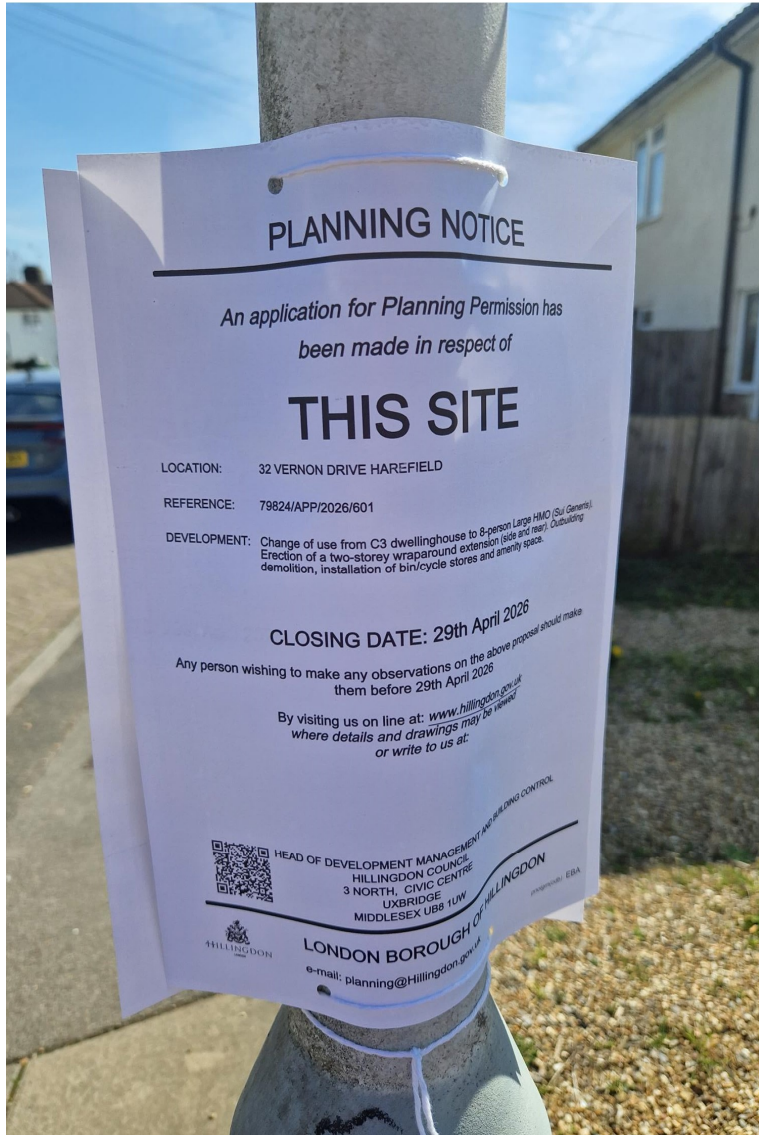 PLANNING NOTICE
An application for Planning Permission has
been made in respect of
THIS SITE
LOCATION: 32 VERNON DRIVE HAREFIELD
REFERENCE: 79824/APP/2026/601
DEVELOPMENT: Change of use from C3 dwellinghouse to 8-person Large HMO (Sui Generis).
Erection of a two-storey wraparound extension (side and rear). Outbuilding
demolition, installation of bin/cycle stores and amenity space.
CLOSING DATE: 29th April 2026
Any person wishing to make any observations on the above proposal should make
them before 29th April 2026
By visiting us on line at: www.hillingdon.gov.uk
where details and drawings may be viewed
or write to us at:
HEAD OF DEVELOPMENT MANAGEMENT AND BUILDING CONTROL
HILLINGDON COUNCIL
3 NORTH, CIVIC CENTRE
UXBRIDGE
MIDDLESEX UB8 1UW
EBA
HILLINGDON
LONDON
LONDON BOROUGH OF HILLINGDON
e-mail: planning@Hillingdon.gov.uk